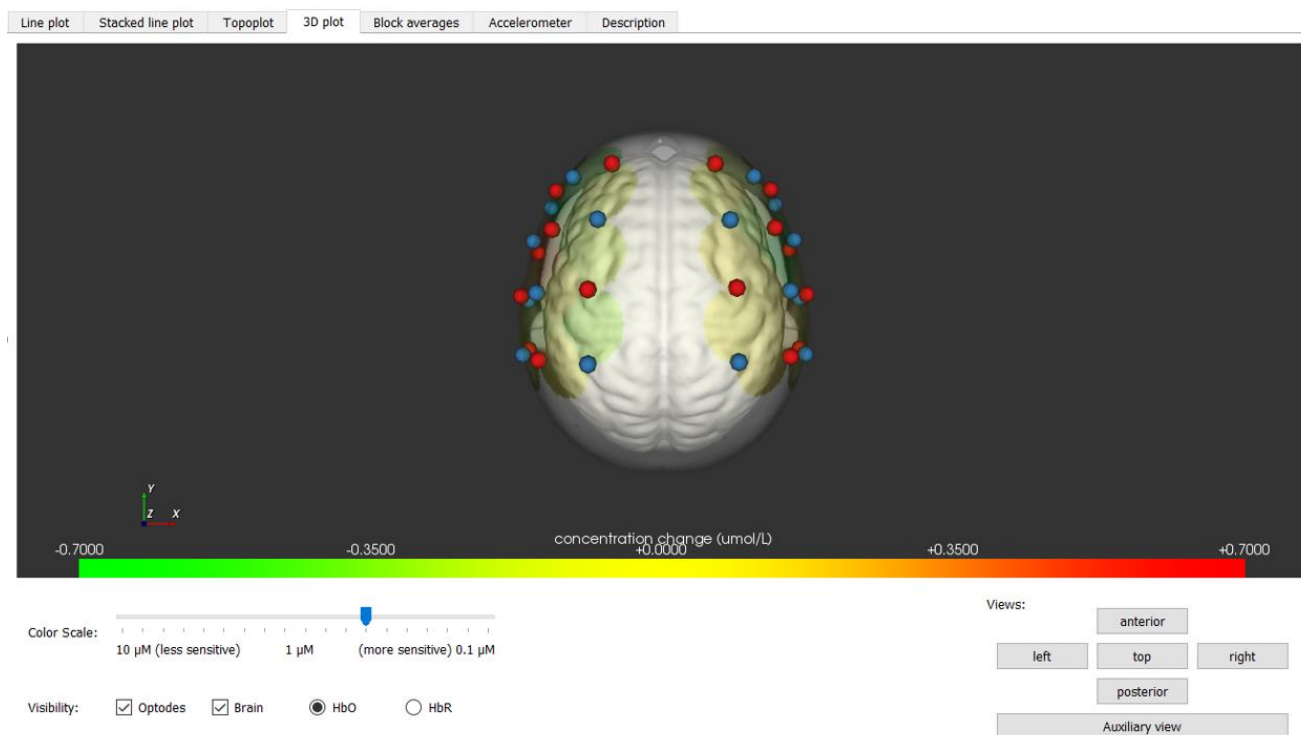 Line plot Stacked line plot Topoplot 3D plot Block averages Accelerometer Description
Y
Z X
concentration change (umol/L)
-0.7000 -0.3500 +0.0000 +0.3500 +0.7000
Color Scale:
10 µM (less sensitive) 1 µM (more sensitive) 0.1 µM
Visibility: Optodes Brain HbO HbR
Views:
anterior
left top right
posterior
Auxiliary view